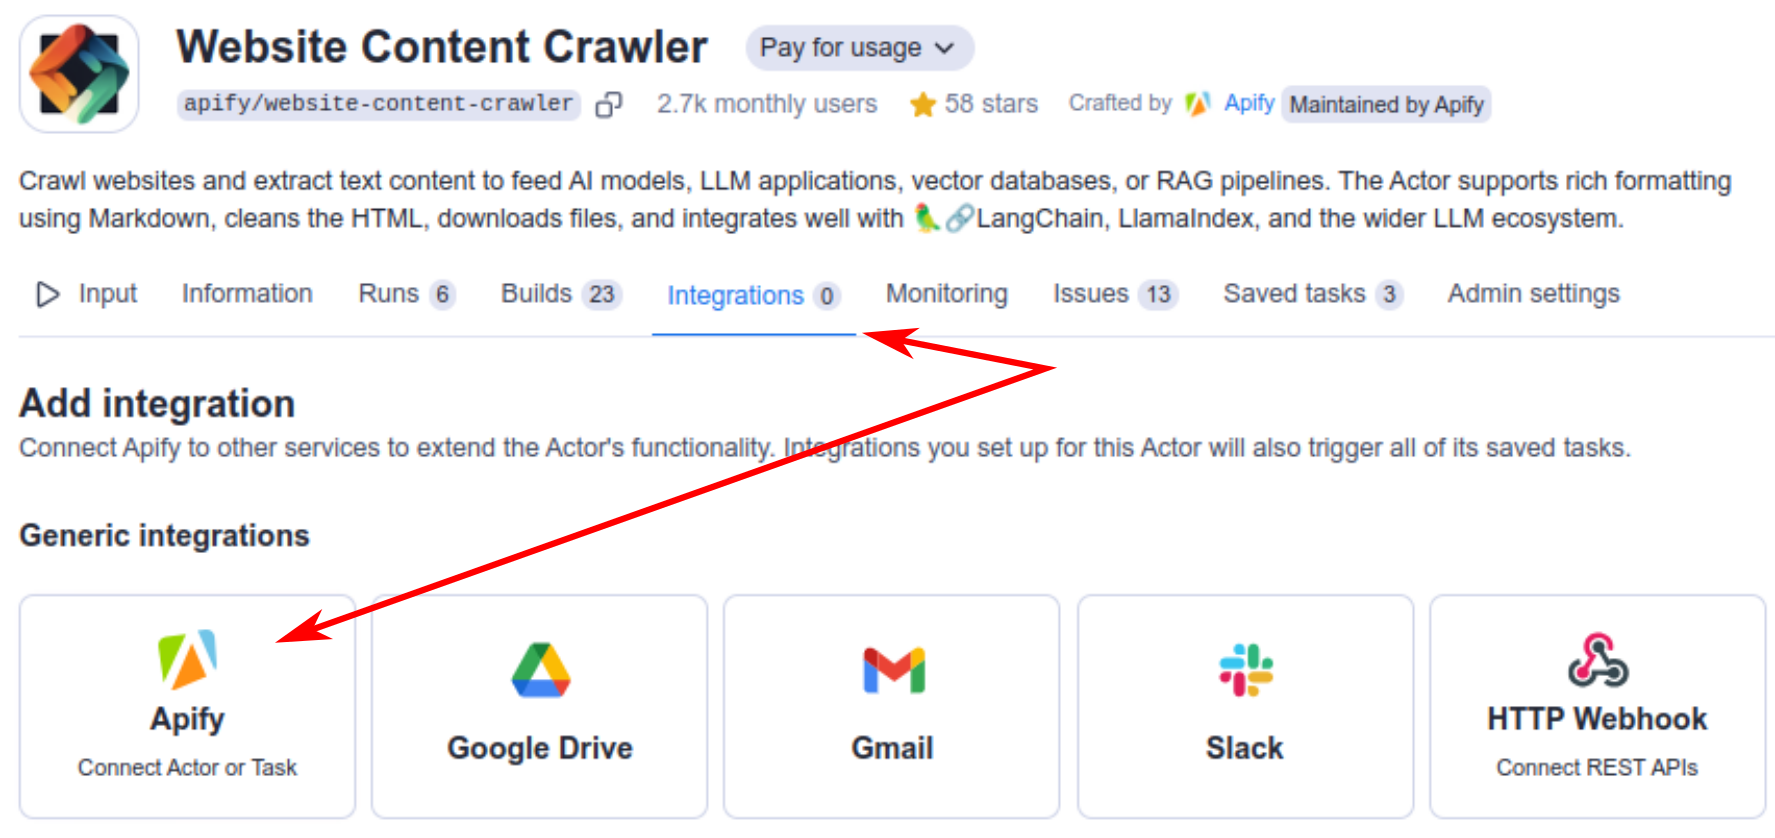 Website Content Crawler Pay for usage
apify/website-content-crawler 2.7k monthly users 58 stars Crafted by Apify Maintained by Apify
Crawl websites and extract text content to feed AI models, LLM applications, vector databases, or RAG pipelines. The Actor supports rich formatting
using Markdown, cleans the HTML, downloads files, and integrates well with 🦜🔗LangChain, LlamaIndex, and the wider LLM ecosystem.
Input Information Runs 6 Builds 23 Integrations 0 Monitoring Issues 13 Saved tasks 3 Admin settings
Add integration
Connect Apify to other services to extend the Actor's functionality. Integrations you set up for this Actor will also trigger all of its saved tasks.
Generic integrations
Apify
Connect Actor or Task
Google Drive
Gmail
Slack
HTTP Webhook
Connect REST APIs